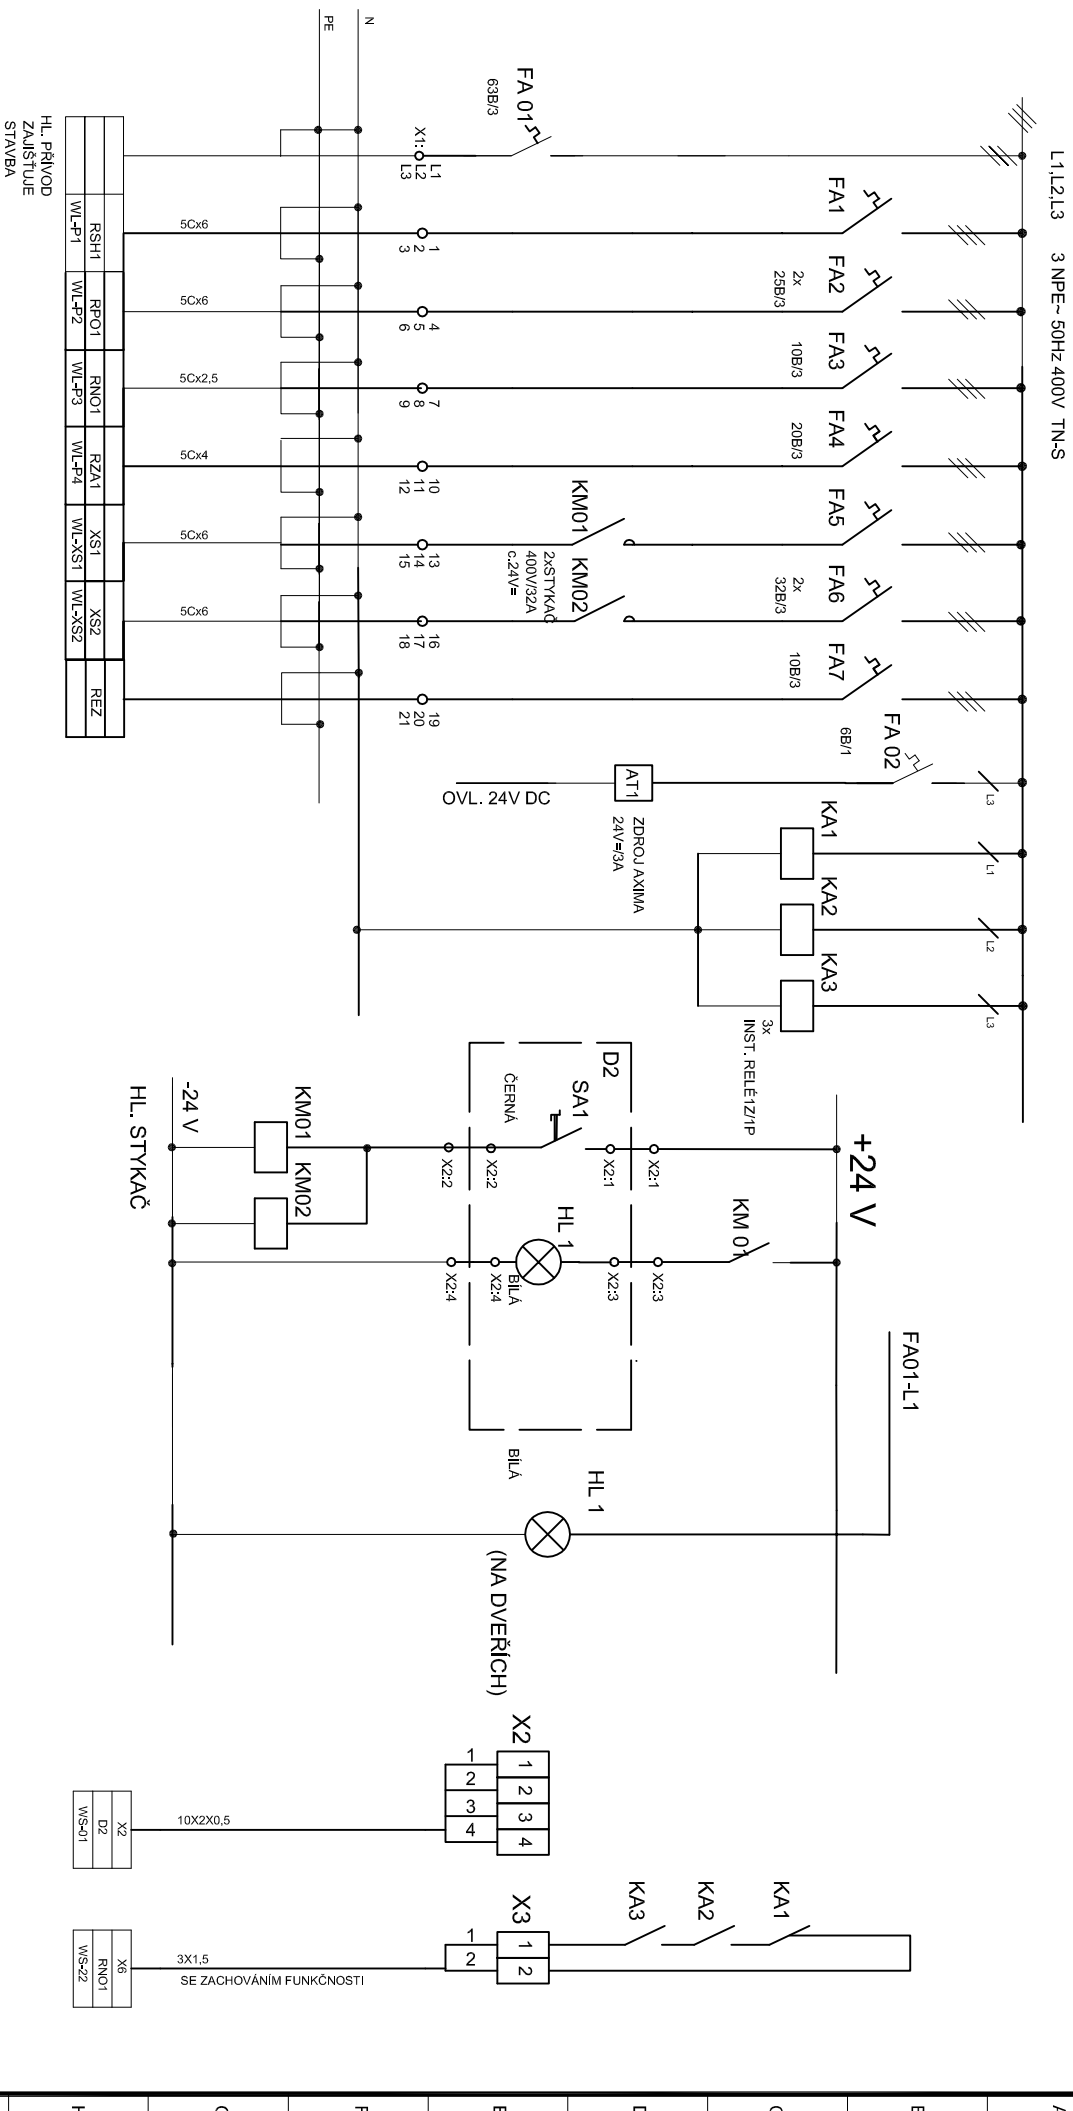 L1,L2,L3 3 NPE~ 50Hz 400V TN-S
FA 01
63B/3
FA1
FA2
2x
25B/3
FA3
10B/3
FA4
20B/3
FA5
FA6
2x
32B/3
FA7
10B/3
FA 02
6B/1
L3
L1
L2
L3
KA1
KA2
KA3
3x
INST. RELÉ1Z/1P
AT1
ZDROJ AXIMA
24V=/3A
OVL. 24V DC
KM01
KM02
2xSTYKAČ
400V/32A
c.24V=
X1:
L1
L2
L3
1
2
3
4
5
6
7
8
9
10
11
12
13
14
15
16
17
18
19
20
21
N
PE
5Cx6
5Cx6
5Cx2,5
5Cx4
5Cx6
5Cx6
RSH1
RPO1
RNO1
RZA1
XS1
XS2
REZ
WL-P1
WL-P2
WL-P3
WL-P4
WL-XS1
WL-XS2
HL. PŘÍVOD
ZAJIŠŤUJE
STAVBA
+24 V
FA01-L1
KM 01
X2:1
X2:3
D2
X2:1
X2:3
SA1
HL 1
HL 1
ČERNÁ
BÍLÁ
BÍLÁ
(NA DVEŘÍCH)
X2:2
X2:4
X2:2
X2:4
KM01
KM02
-24 V
HL. STYKAČ
X2
1
2
3
4
1
2
3
4
10X2X0,5
X2
D2
WS-01
KA1
KA2
KA3
X3
1
2
1
2
3X1,5
SE ZACHOVÁNÍM FUNKČNOSTI
X6
RNO1
WS-22